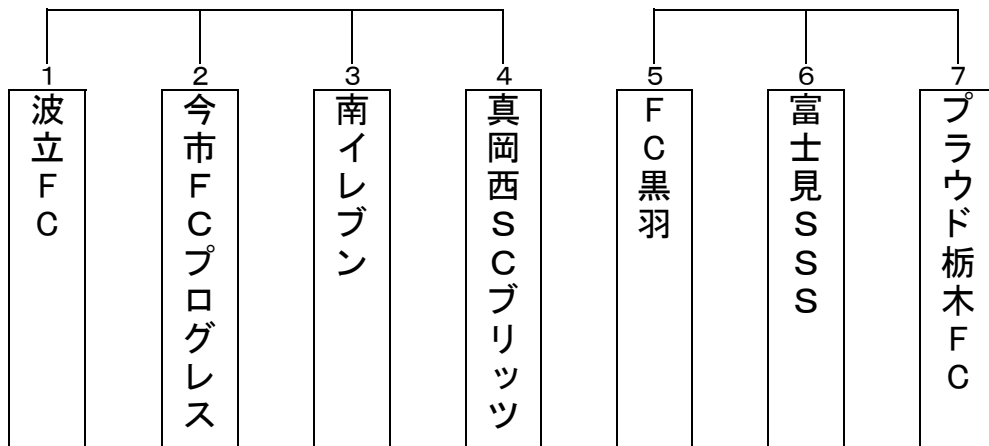 1
波立FC
2
今市FCプログレス
3
南イレブン
4
真岡西SCブリッツ
5
FC黒羽
6
富士見SSS
7
プラウド栃木FC